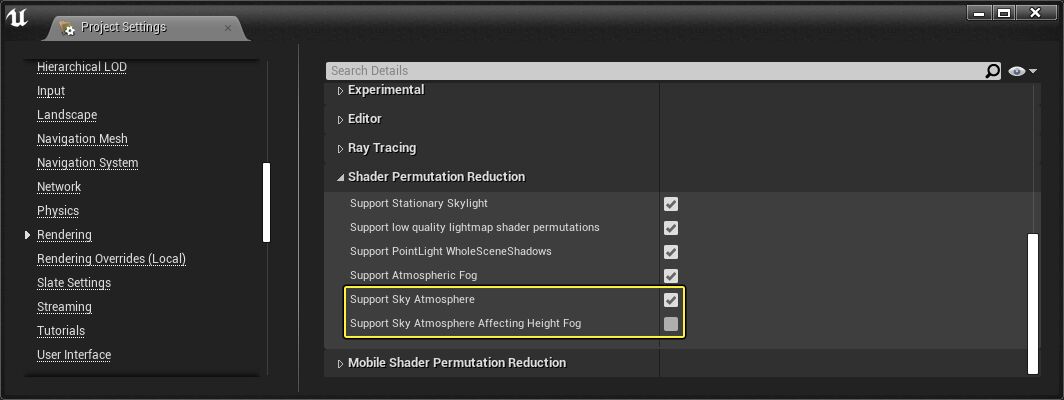 Project Settings
Hierarchical LOD
Input
Landscape
Navigation Mesh
Navigation System
Network
Physics
Rendering
Rendering Overrides (Local)
Slate Settings
Streaming
Tutorials
User Interface
Search Details
Experimental
Editor
Ray Tracing
Shader Permutation Reduction
Support Stationary Skylight
Support low quality lightmap shader permutations
Support PointLight WholeSceneShadows
Support Atmospheric Fog
Support Sky Atmosphere
Support Sky Atmosphere Affecting Height Fog
Mobile Shader Permutation Reduction